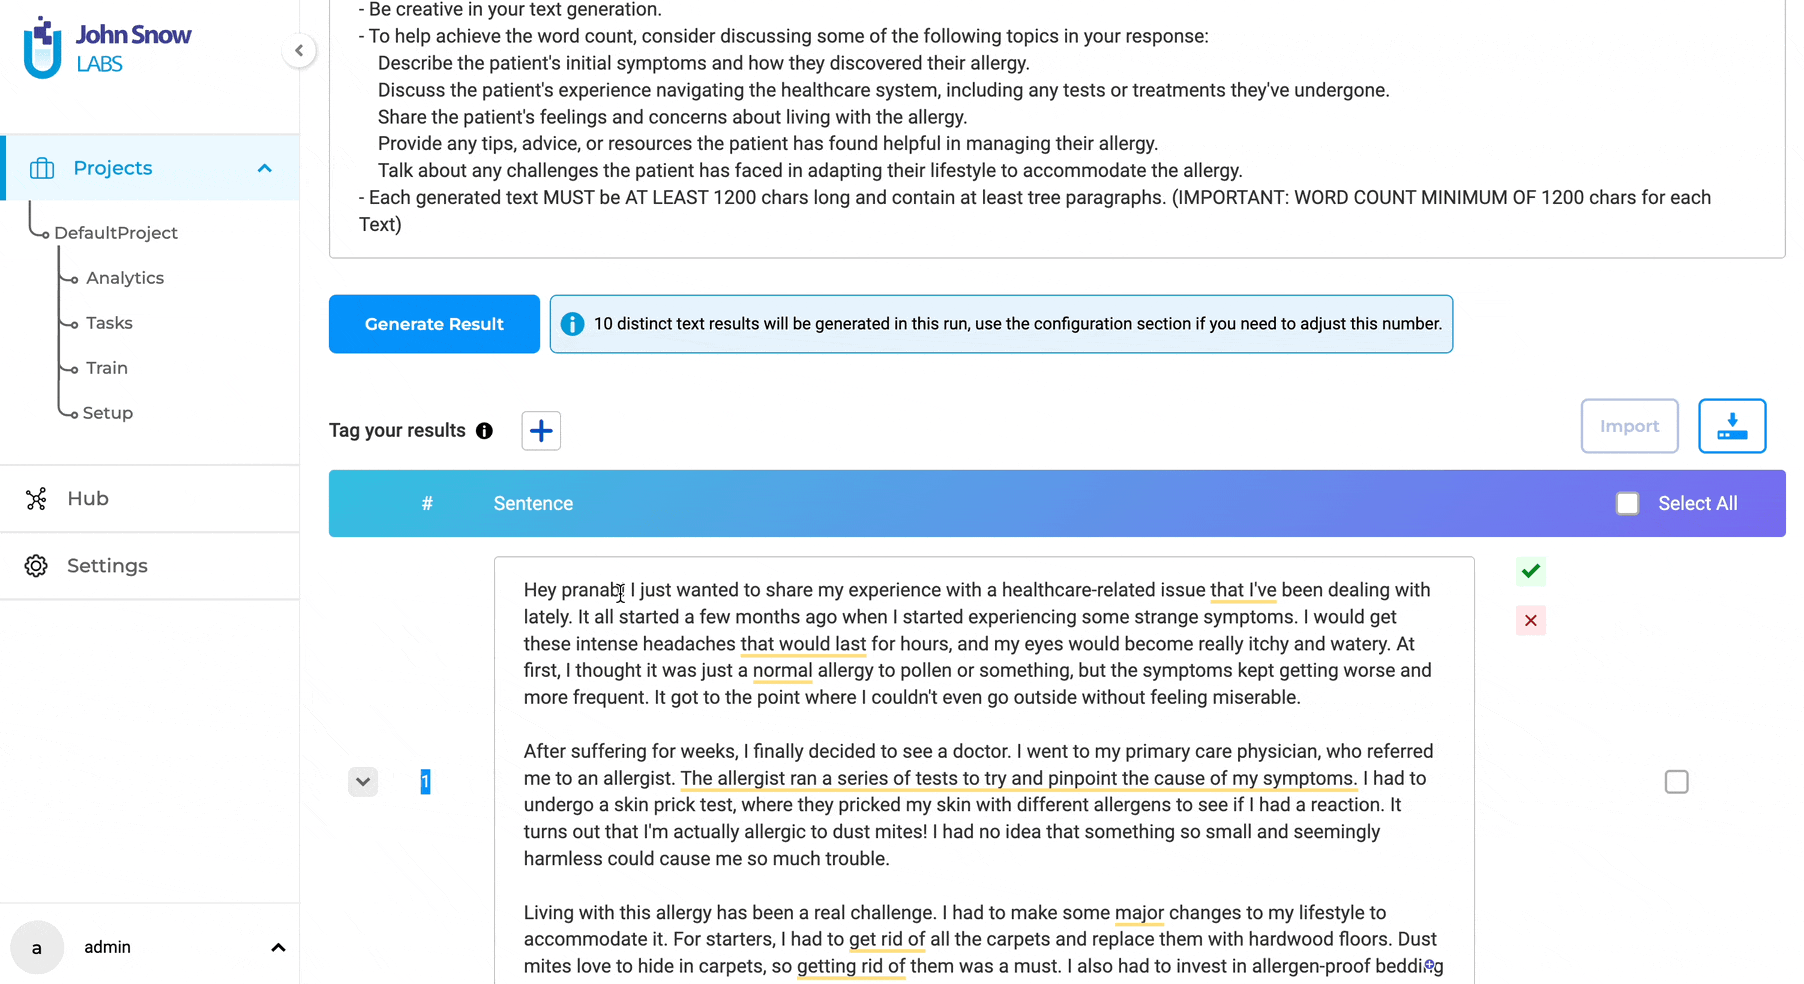 John Snow
LABS
Projects
DefaultProject
Analytics
Tasks
Train
Setup
Hub
Settings
a
admin
- Be creative in your text generation.
- To help achieve the word count, consider discussing some of the following topics in your response:
Describe the patient's initial symptoms and how they discovered their allergy.
Discuss the patient's experience navigating the healthcare system, including any tests or treatments they've undergone.
Share the patient's feelings and concerns about living with the allergy.
Provide any tips, advice, or resources the patient has found helpful in managing their allergy.
Talk about any challenges the patient has faced in adapting their lifestyle to accommodate the allergy.
- Each generated text MUST be AT LEAST 1200 chars long and contain at least tree paragraphs. (IMPORTANT: WORD COUNT MINIMUM OF 1200 chars for each
Text)
Generate Result
10 distinct text results will be generated in this run, use the configuration section if you need to adjust this number.
Tag your results
Import
# Sentence Select All
Hey pranab! I just wanted to share my experience with a healthcare-related issue that I've been dealing with
lately. It all started a few months ago when I started experiencing some strange symptoms. I would get
these intense headaches that would last for hours, and my eyes would become really itchy and watery. At
first, I thought it was just a normal allergy to pollen or something, but the symptoms kept getting worse and
more frequent. It got to the point where I couldn't even go outside without feeling miserable.
1
After suffering for weeks, I finally decided to see a doctor. I went to my primary care physician, who referred
me to an allergist. The allergist ran a series of tests to try and pinpoint the cause of my symptoms. I had to
undergo a skin prick test, where they pricked my skin with different allergens to see if I had a reaction. It
turns out that I'm actually allergic to dust mites! I had no idea that something so small and seemingly
harmless could cause me so much trouble.
Living with this allergy has been a real challenge. I had to make some major changes to my lifestyle to
accommodate it. For starters, I had to get rid of all the carpets and replace them with hardwood floors. Dust
mites love to hide in carpets, so getting rid of them was a must. I also had to invest in allergen-proof bedding